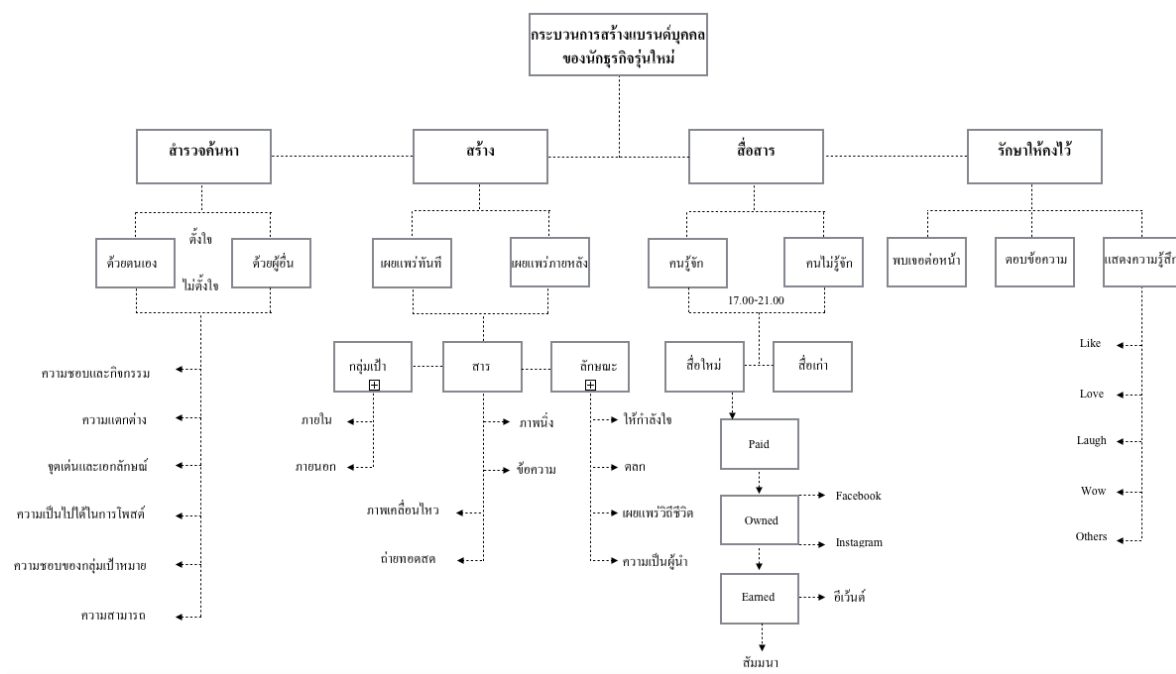 กระบวนการสร้างแบรนด์บุคคล
ของนักธุรกิจรุ่นใหม่
สำรวจค้นหา
สร้าง
สื่อสาร
รักษาให้คงไว้
ตั้งใจ
ด้วยตนเอง
ด้วยผู้อื่น
ไม่ตั้งใจ
เผยแพร่ทันที
เผยแพร่ภายหลัง
คนรู้จัก
คนไม่รู้จัก
17.00-21.00
พบเจอต่อหน้า
ตอบข้อความ
แสดงความรู้สึก
ความชอบและกิจกรรม
ความแตกต่าง
จุดเด่นและเอกลักษณ์
ความเป็นไปได้ในการโพสต์
ความชอบของกลุ่มเป้าหมาย
ความสามารถ
กลุ่มเป้า
สาร
ลักษณะ
ภายใน
ภายนอก
ภาพนิ่ง
ข้อความ
ภาพเคลื่อนไหว
ถ่ายทอดสด
ให้กำลังใจ
ตลก
เผยแพร่วิถีชีวิต
ความเป็นผู้นำ
สื่อใหม่
สื่อเก่า
Paid
Owned
Facebook
Instagram
Earned
อีเว้นต์
สัมมนา
Like
Love
Laugh
Wow
Others